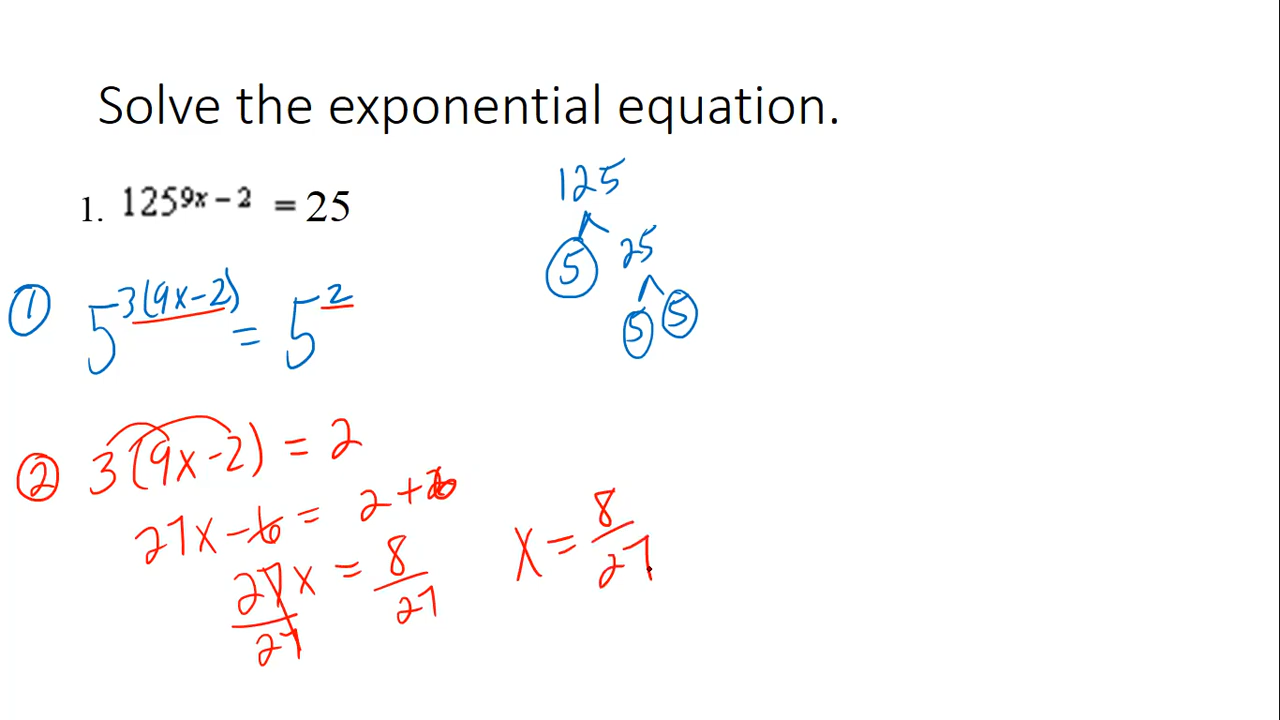 Solve the exponential equation.
1. 125^(9x – 2) = 25
125
5 25
5 5
① 5^(3(9x-2)) = 5^2
② 3(9x-2) = 2
27x - 6 = 2 + 6
27x = 8
27 27
x = 8/27